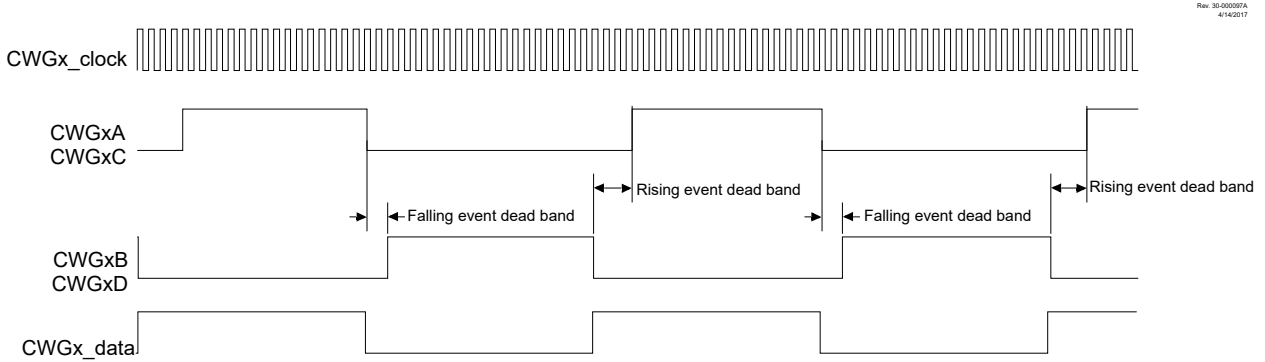 Rev. 30-000097A
4/14/2017
CWGx_clock
CWGxA
CWGxC
Rising event dead band
Rising event dead band
Falling event dead band
Falling event dead band
CWGxB
CWGxD
CWGx_data